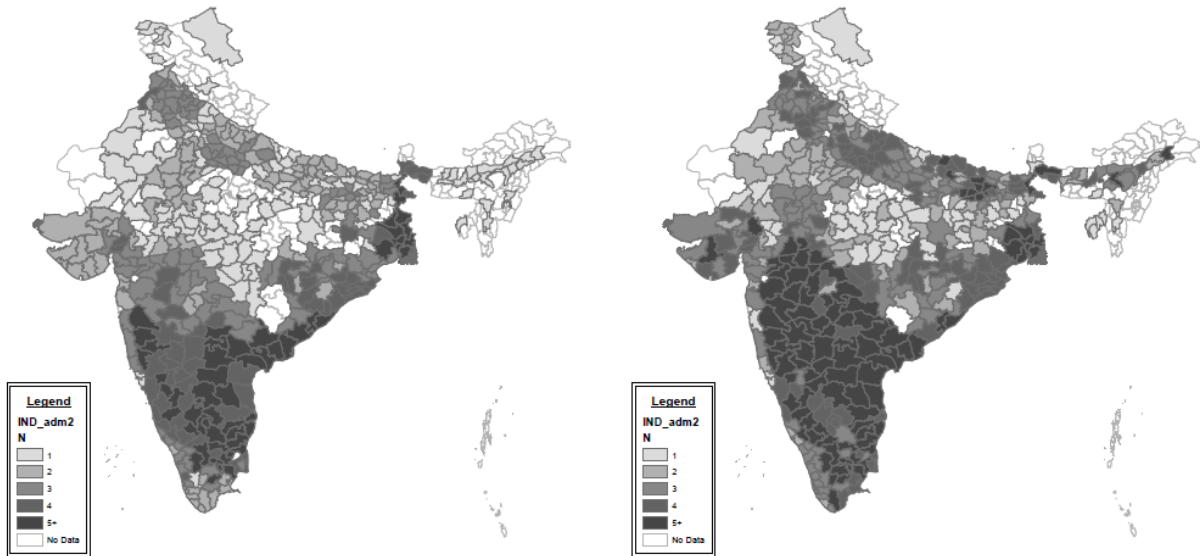 Legend
IND_adm2
N
1
2
3
4
5+
No Data
Legend
IND_adm2
N
1
2
3
4
5+
No Data